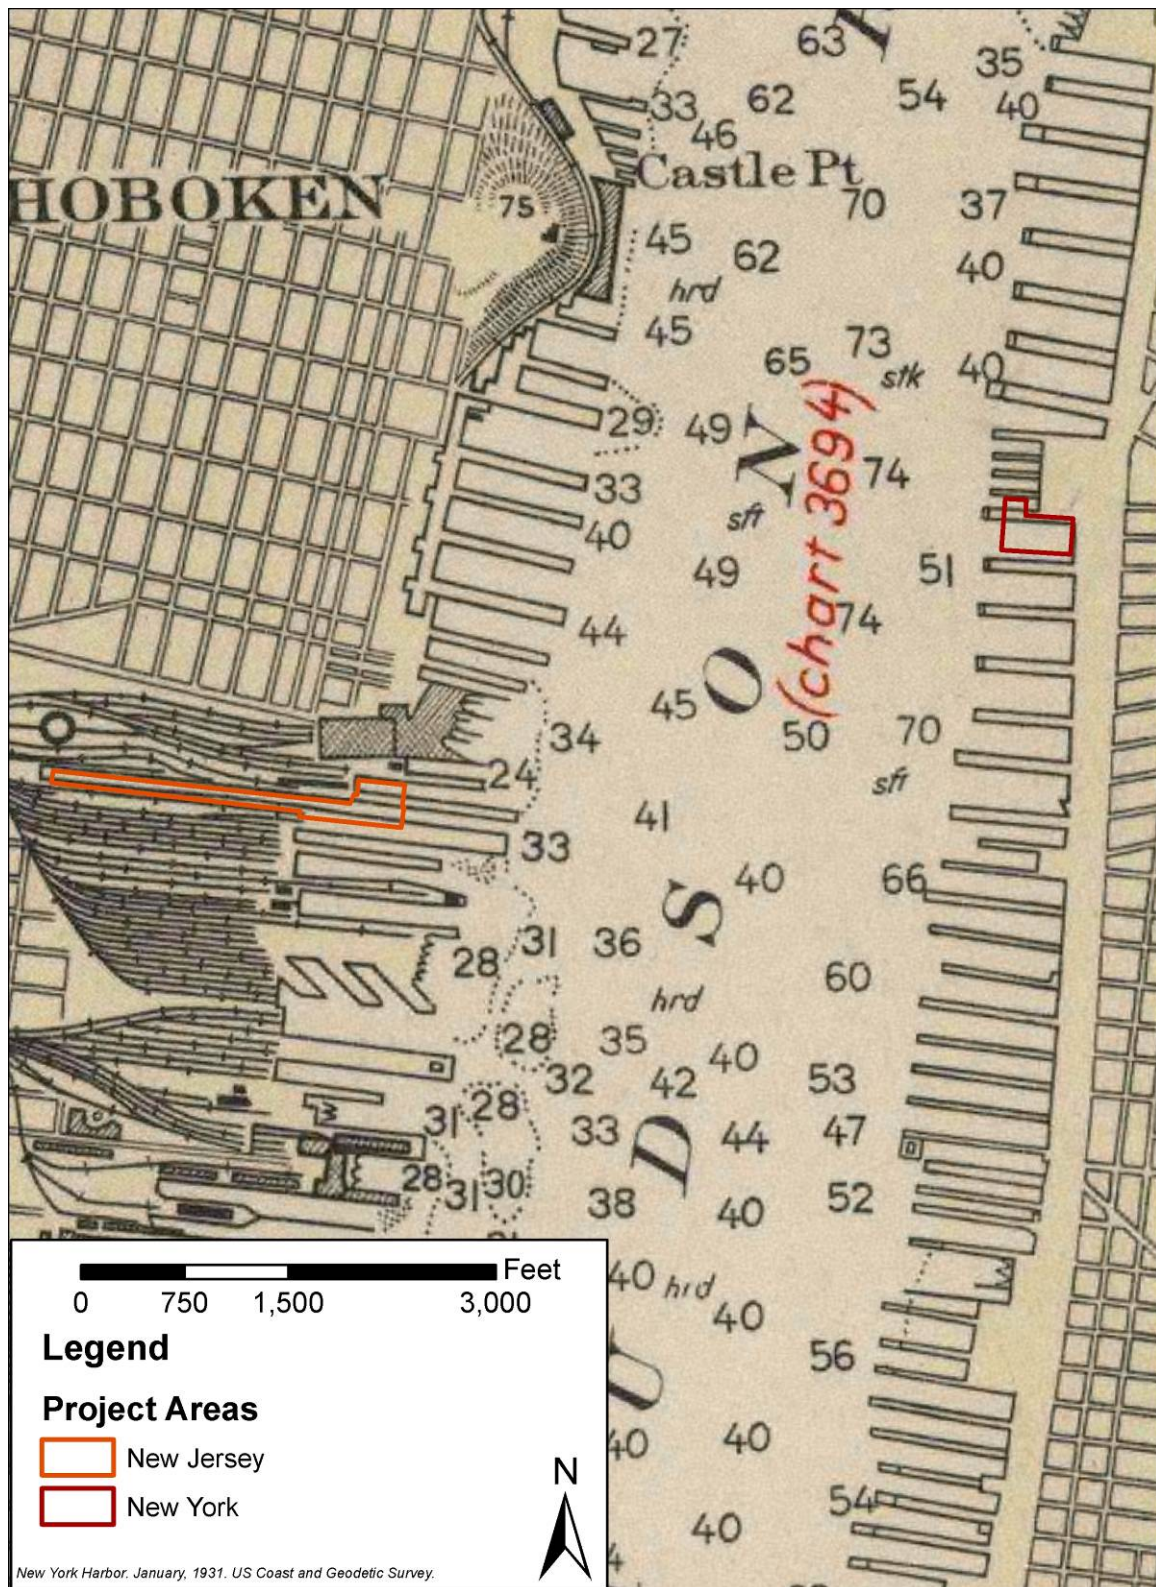 27
63
35
33
62
54
40
46
Castle Pt
HOBOKEN
75
70
37
45
62
40
hrd
45
73
65
stk
40
29
49
N
74
33
(chart 3694)
sft
40
49
51
74
44
O
45
34
50
70
24
sft
41
33
40
66
S
31
36
28
60
hrd
28
35
40
32
42
53
28
31
33
D
44
47
28
31
30
38
40
52
40
hrd
40
56
U
40
40
54
40
Feet
0 750 1,500 3,000
Legend
Project Areas
New Jersey
New York
N
New York Harbor. January, 1931. US Coast and Geodetic Survey.